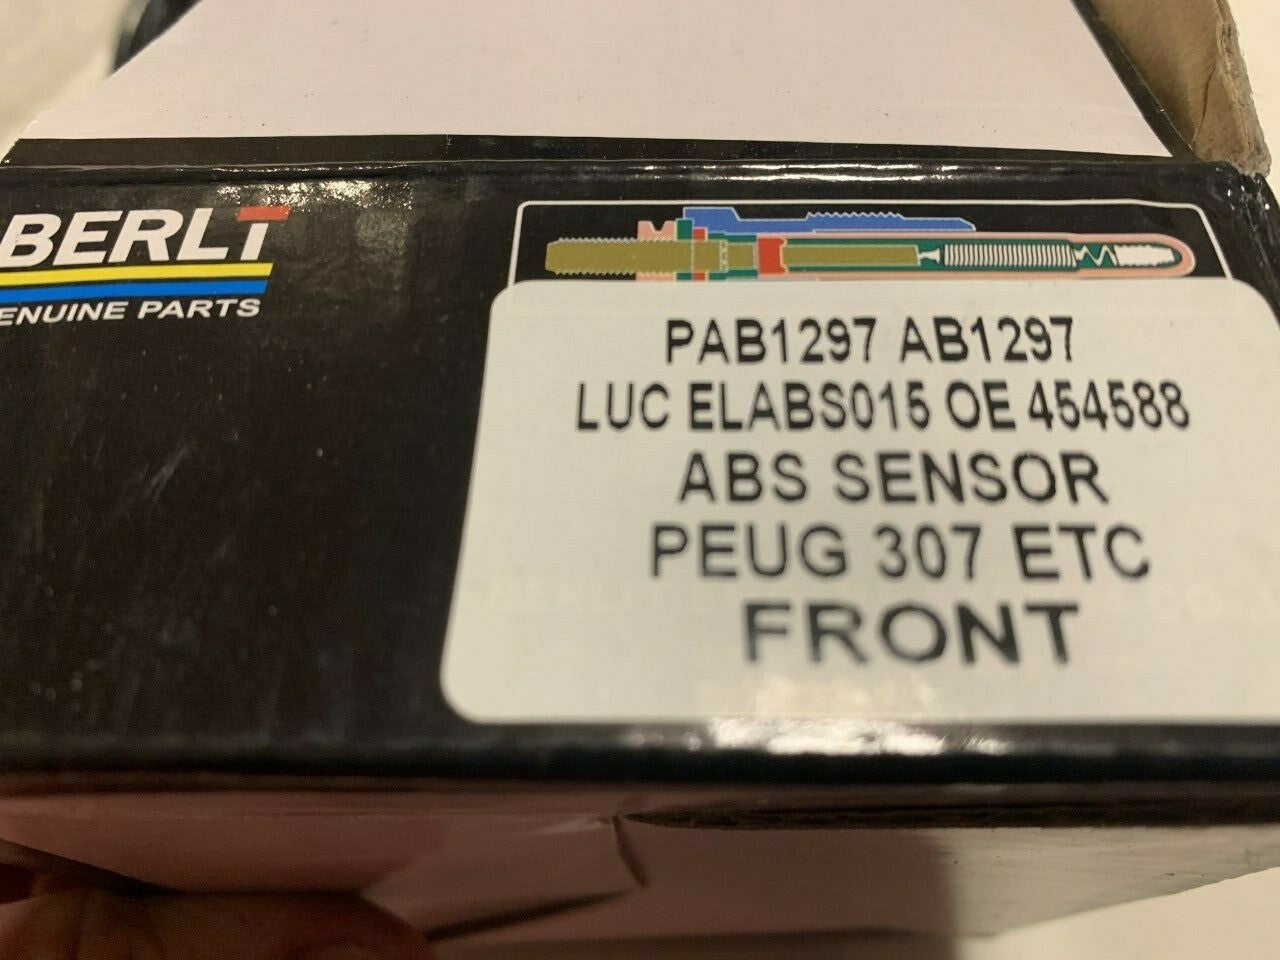 BERLT
ENUINE PARTS
PAB1297 AB1297
LUC ELABS015 OE 454588
ABS SENSOR
PEUG 307 ETC
FRONT